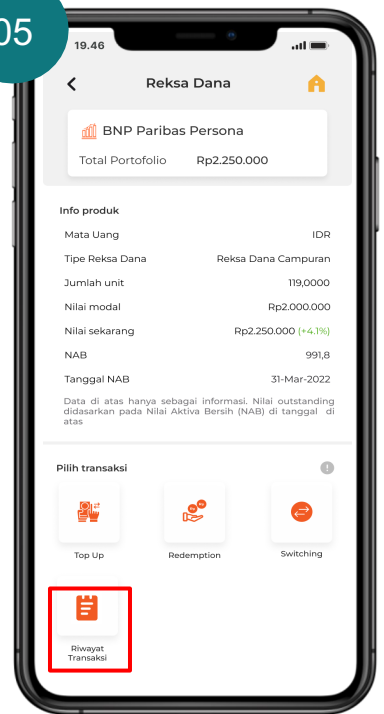 05
19.46
Reksa Dana
BNP Paribas Persona
Total Portofolio Rp2.250.000
Info produk
Mata Uang IDR
Tipe Reksa Dana Reksa Dana Campuran
Jumlah unit 119,0000
Nilai modal Rp2.000.000
Nilai sekarang Rp2.250.000 (+4.1%)
NAB 991,8
Tanggal NAB 31-Mar-2022
Data di atas hanya sebagai informasi. Nilai outstanding
didasarkan pada Nilai Aktiva Bersih (NAB) di tanggal di
atas
Pilih transaksi
Top Up Redemption Switching
Riwayat
Transaksi